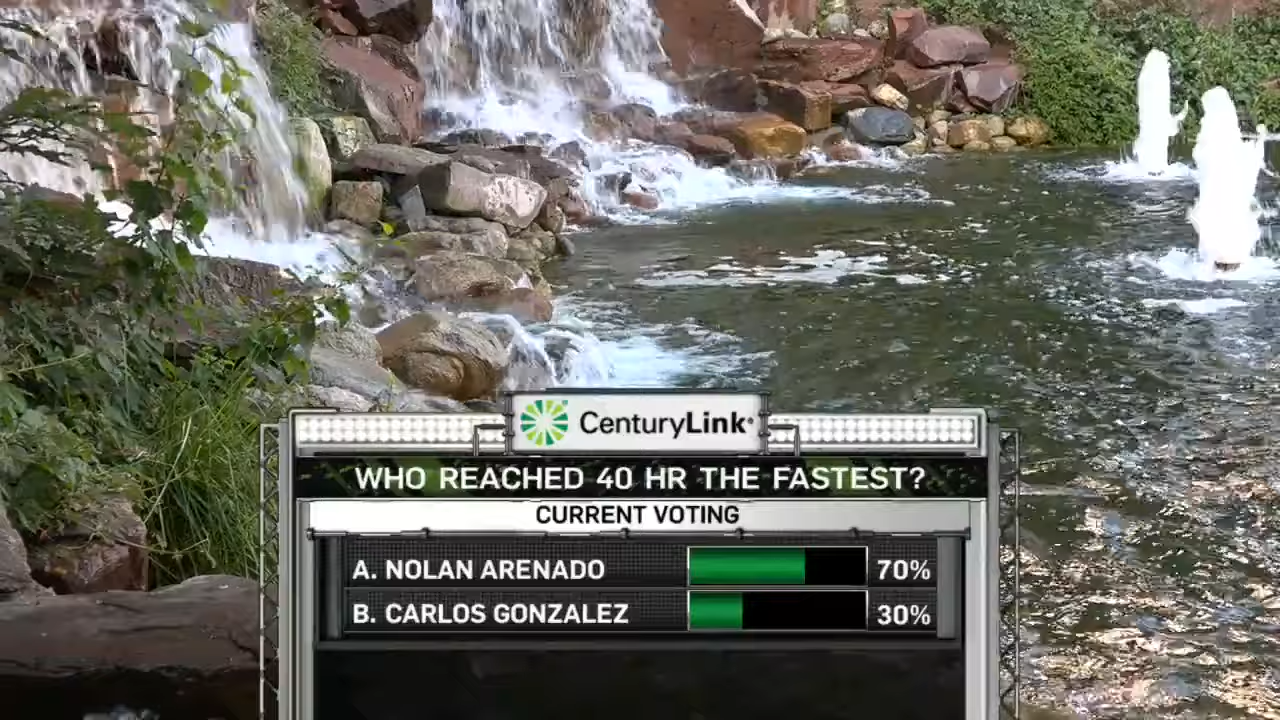 CenturyLink®
WHO REACHED 40 HR THE FASTEST?
CURRENT VOTING
A. NOLAN ARENADO 70%
B. CARLOS GONZALEZ 30%